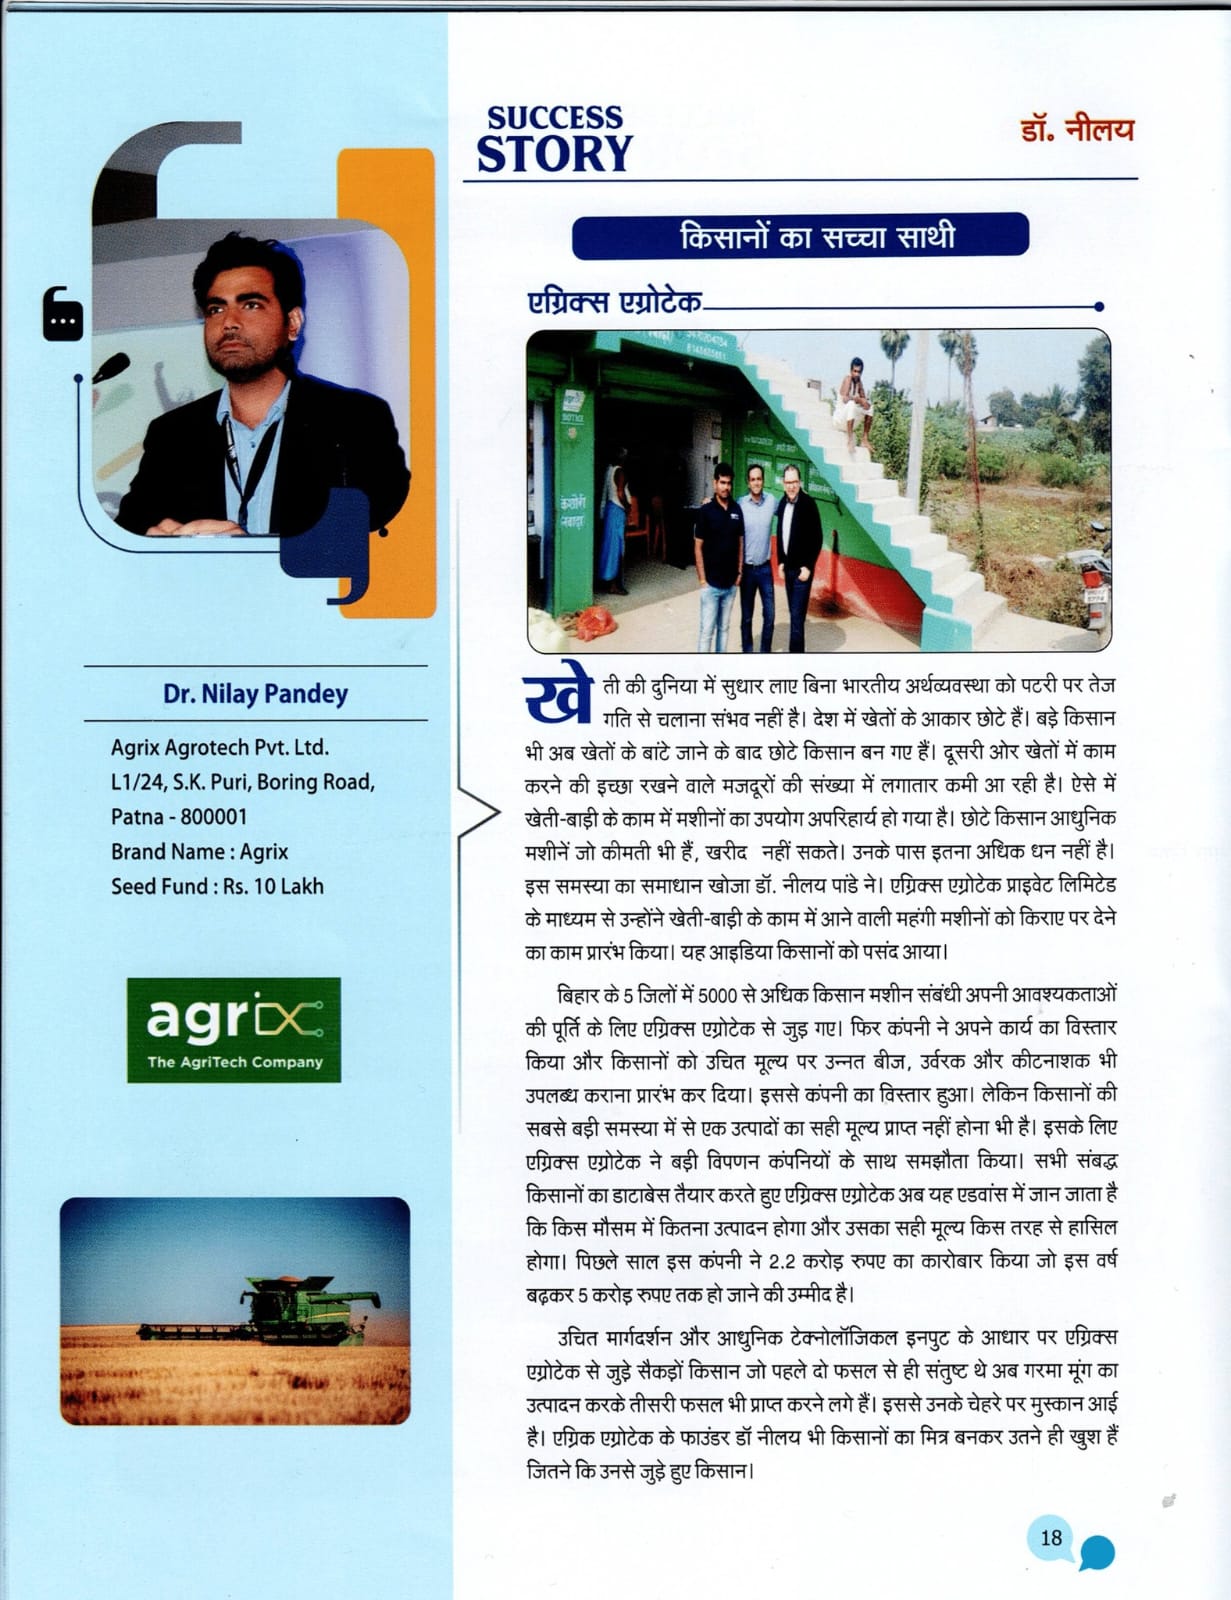 SUCCESS
STORY
डॉ. नीलय
किसानों का सच्चा साथी
एग्रिक्स एग्रोटेक
NOTICE
Dr. Nilay Pandey
Agrix Agrotech Pvt. Ltd.
L1/24, S.K. Puri, Boring Road,
Patna - 800001
Brand Name : Agrix
Seed Fund : Rs. 10 Lakh
agrix
The AgriTech Company
खेती की दुनिया में सुधार लाए बिना भारतीय अर्थव्यवस्था को पटरी पर तेज
गति से चलाना संभव नहीं है। देश में खेतों के आकार छोटे हैं। बड़े किसान
भी अब खेतों के बांटे जाने के बाद छोटे किसान बन गए हैं। दूसरी ओर खेतों में काम
करने की इच्छा रखने वाले मजदूरों की संख्या में लगातार कमी आ रही है। ऐसे में
खेती-बाड़ी के काम में मशीनों का उपयोग अपरिहार्य हो गया है। छोटे किसान आधुनिक
मशीनें जो कीमती भी हैं, खरीद नहीं सकते। उनके पास इतना अधिक धन नहीं है।
इस समस्या का समाधान खोजा डॉ. नीलय पांडे ने। एग्रिक्स एग्रोटेक प्राइवेट लिमिटेड
के माध्यम से उन्होंने खेती-बाड़ी के काम में आने वाली महंगी मशीनों को किराए पर देने
का काम प्रारंभ किया। यह आइडिया किसानों को पसंद आया।
बिहार के 5 जिलों में 5000 से अधिक किसान मशीन संबंधी अपनी आवश्यकताओं
की पूर्ति के लिए एग्रिक्स एग्रोटेक से जुड़ गए। फिर कंपनी ने अपने कार्य का विस्तार
किया और किसानों को उचित मूल्य पर उन्नत बीज, उर्वरक और कीटनाशक भी
उपलब्ध कराना प्रारंभ कर दिया। इससे कंपनी का विस्तार हुआ। लेकिन किसानों की
सबसे बड़ी समस्या में से एक उत्पादों का सही मूल्य प्राप्त नहीं होना भी है। इसके लिए
एग्रिक्स एग्रोटेक ने बड़ी विपणन कंपनियों के साथ समझौता किया। सभी संबद्ध
किसानों का डाटाबेस तैयार करते हुए एग्रिक्स एग्रोटेक अब यह एडवांस में जान जाता है
कि किस मौसम में कितना उत्पादन होगा और उसका सही मूल्य किस तरह से हासिल
होगा। पिछले साल इस कंपनी ने 2.2 करोड़ रुपए का कारोबार किया जो इस वर्ष
बढ़कर 5 करोड़ रुपए तक हो जाने की उम्मीद है।
उचित मार्गदर्शन और आधुनिक टेक्नोलॉजिकल इनपुट के आधार पर एग्रिक्स
एग्रोटेक से जुड़े सैकड़ों किसान जो पहले दो फसल से ही संतुष्ट थे अब गरमा मूंग का
उत्पादन करके तीसरी फसल भी प्राप्त करने लगे हैं। इससे उनके चेहरे पर मुस्कान आई
है। एग्रिक एग्रोटेक के फाउंडर डॉ नीलय भी किसानों का मित्र बनकर उतने ही खुश हैं
जितने कि उनसे जुड़े हुए किसान।
18